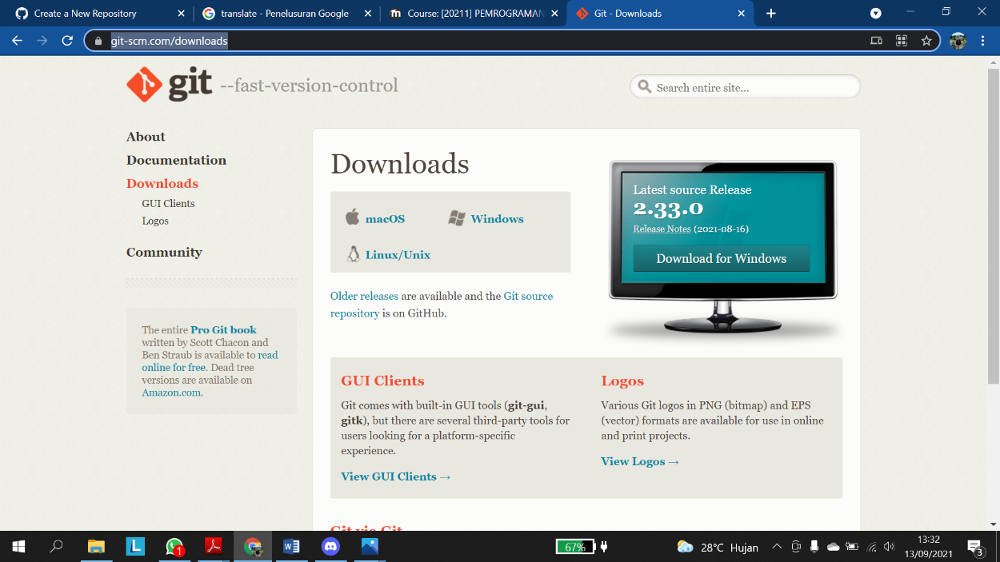 Create a New Repository
translate - Penelusuran Google
Course: [20211] PEMROGRAMAN
Git - Downloads
git-scm.com/downloads
git --fast-version-control
Search entire site...
About
Documentation
Downloads
GUI Clients
Logos
Community
The entire Pro Git book
written by Scott Chacon and
Ben Straub is available to read
online for free. Dead tree
versions are available on
Amazon.com.
Downloads
macOS
Windows
Linux/Unix
Older releases are available and the Git source
repository is on GitHub.
Latest source Release
2.33.0
Release Notes (2021-08-16)
Download for Windows
GUI Clients
Git comes with built-in GUI tools (git-gui,
gitk), but there are several third-party tools for
users looking for a platform-specific
experience.
View GUI Clients →
Logos
Various Git logos in PNG (bitmap) and EPS
(vector) formats are available for use in online
and print projects.
View Logos →
Git via Git
L
1
W
67%
28°C Hujan
13:32
13/09/2021
3